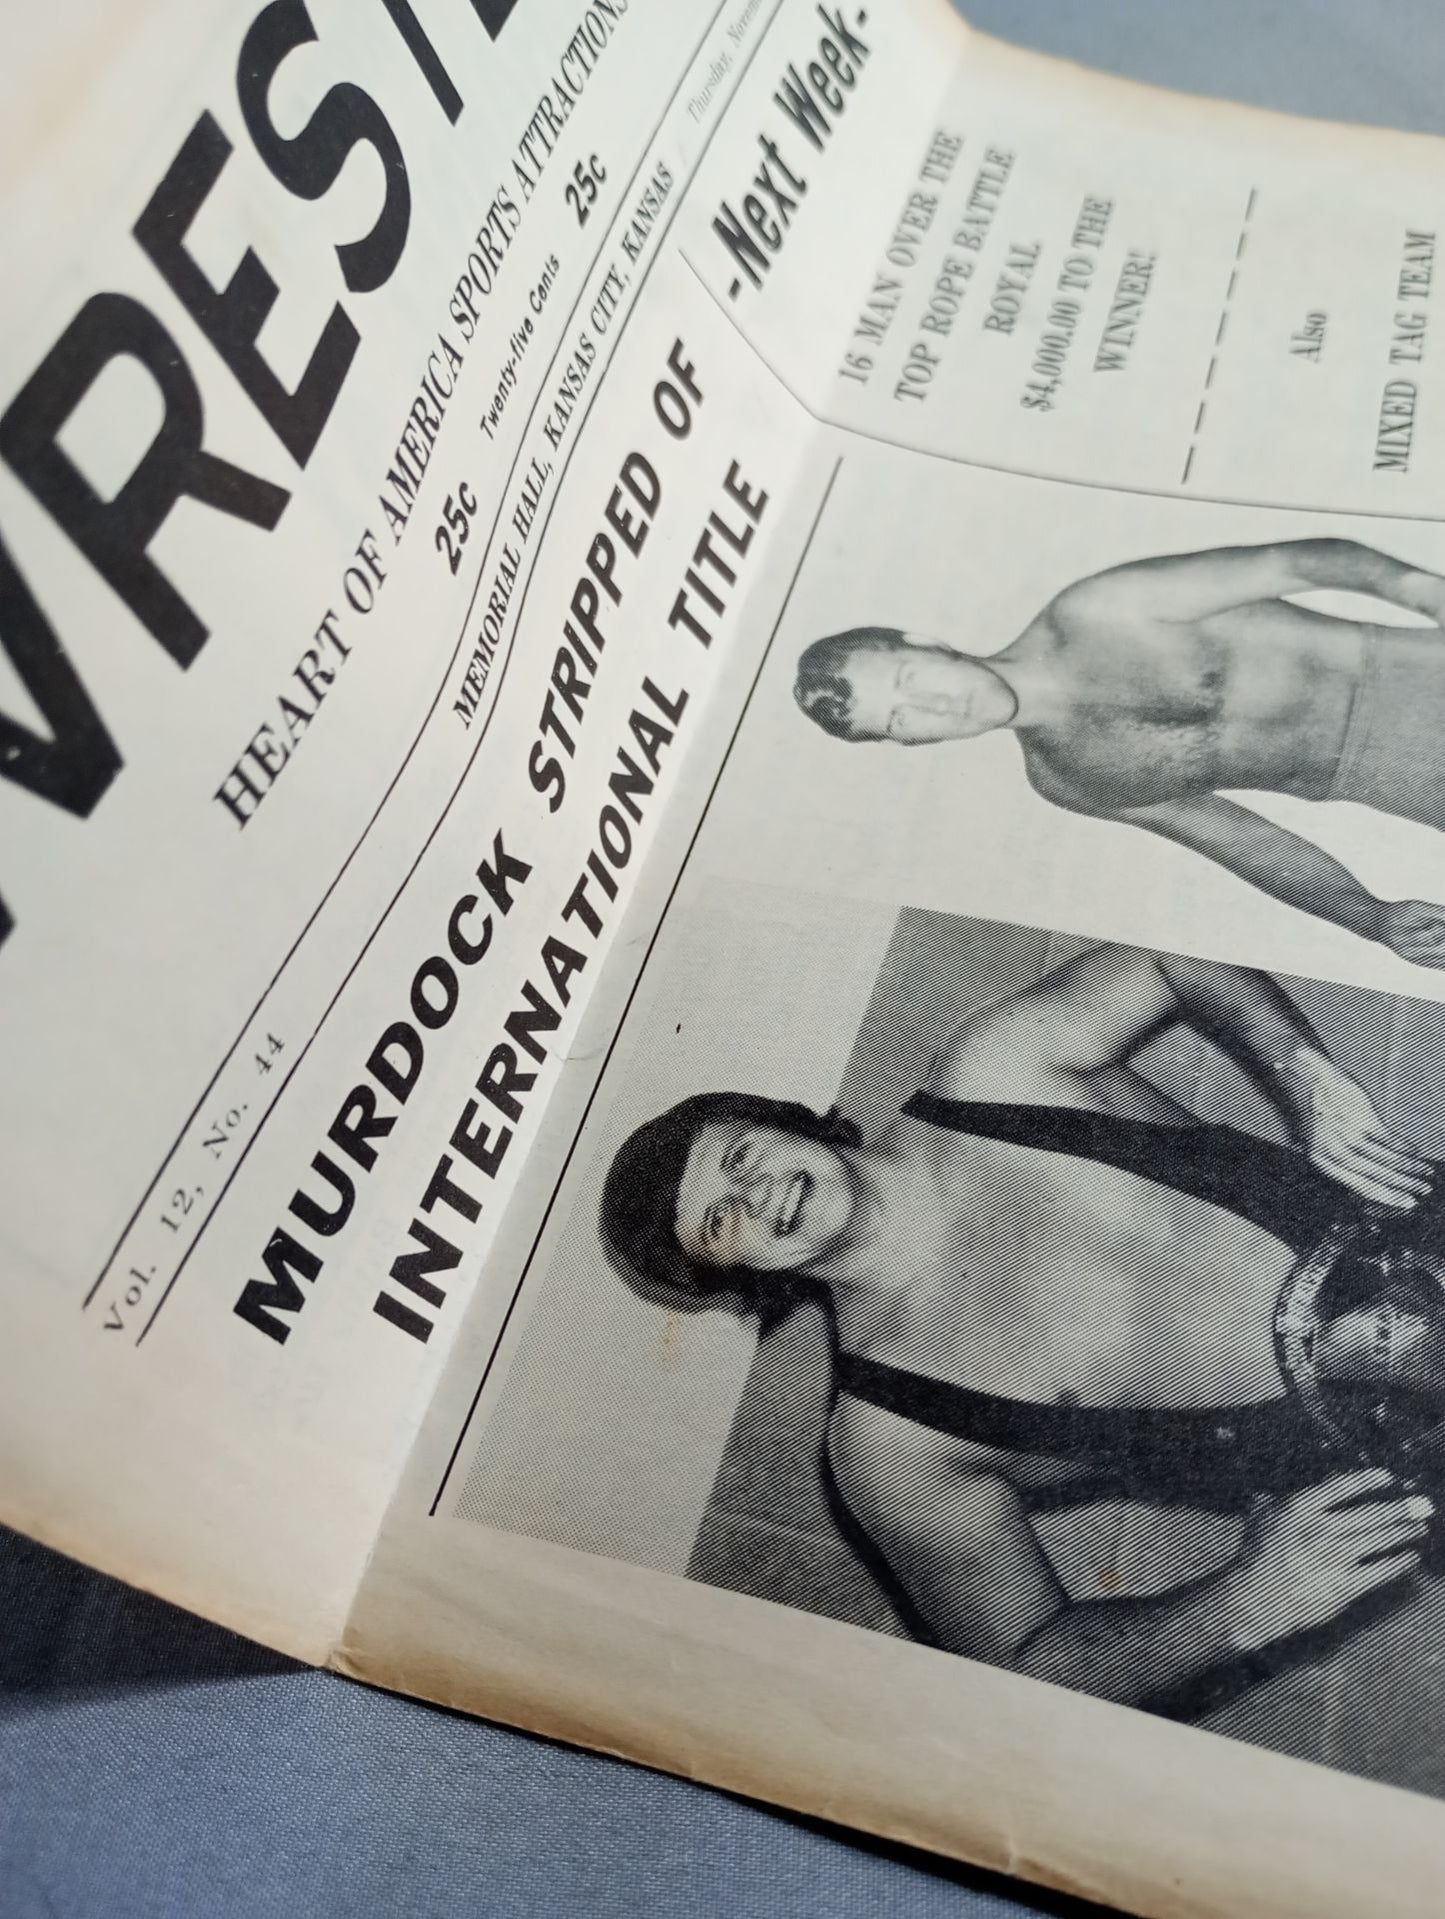 WREST
HEART OF AMERICA SPORTS ATTRACTIONS
25c Twenty-five Cents 25c
Vol. 12, No. 44 MEMORIAL HALL, KANSAS CITY, KANSAS Thursday,
MURDOCK STRIPPED OF
INTERNATIONAL TITLE
-Next Week-
16 MAN OVER THE
TOP ROPE BATTLE
ROYAL
$4,000.00 TO THE
WINNER!
Also
MIXED TAG TEAM